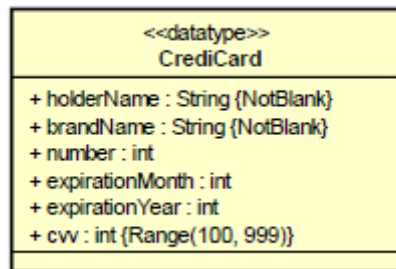 <<datatype>>
CrediCard
+ holderName : String {NotBlank}
+ brandName : String {NotBlank}
+ number : int
+ expirationMonth : int
+ expirationYear : int
+ cvv : int {Range(100, 999)}